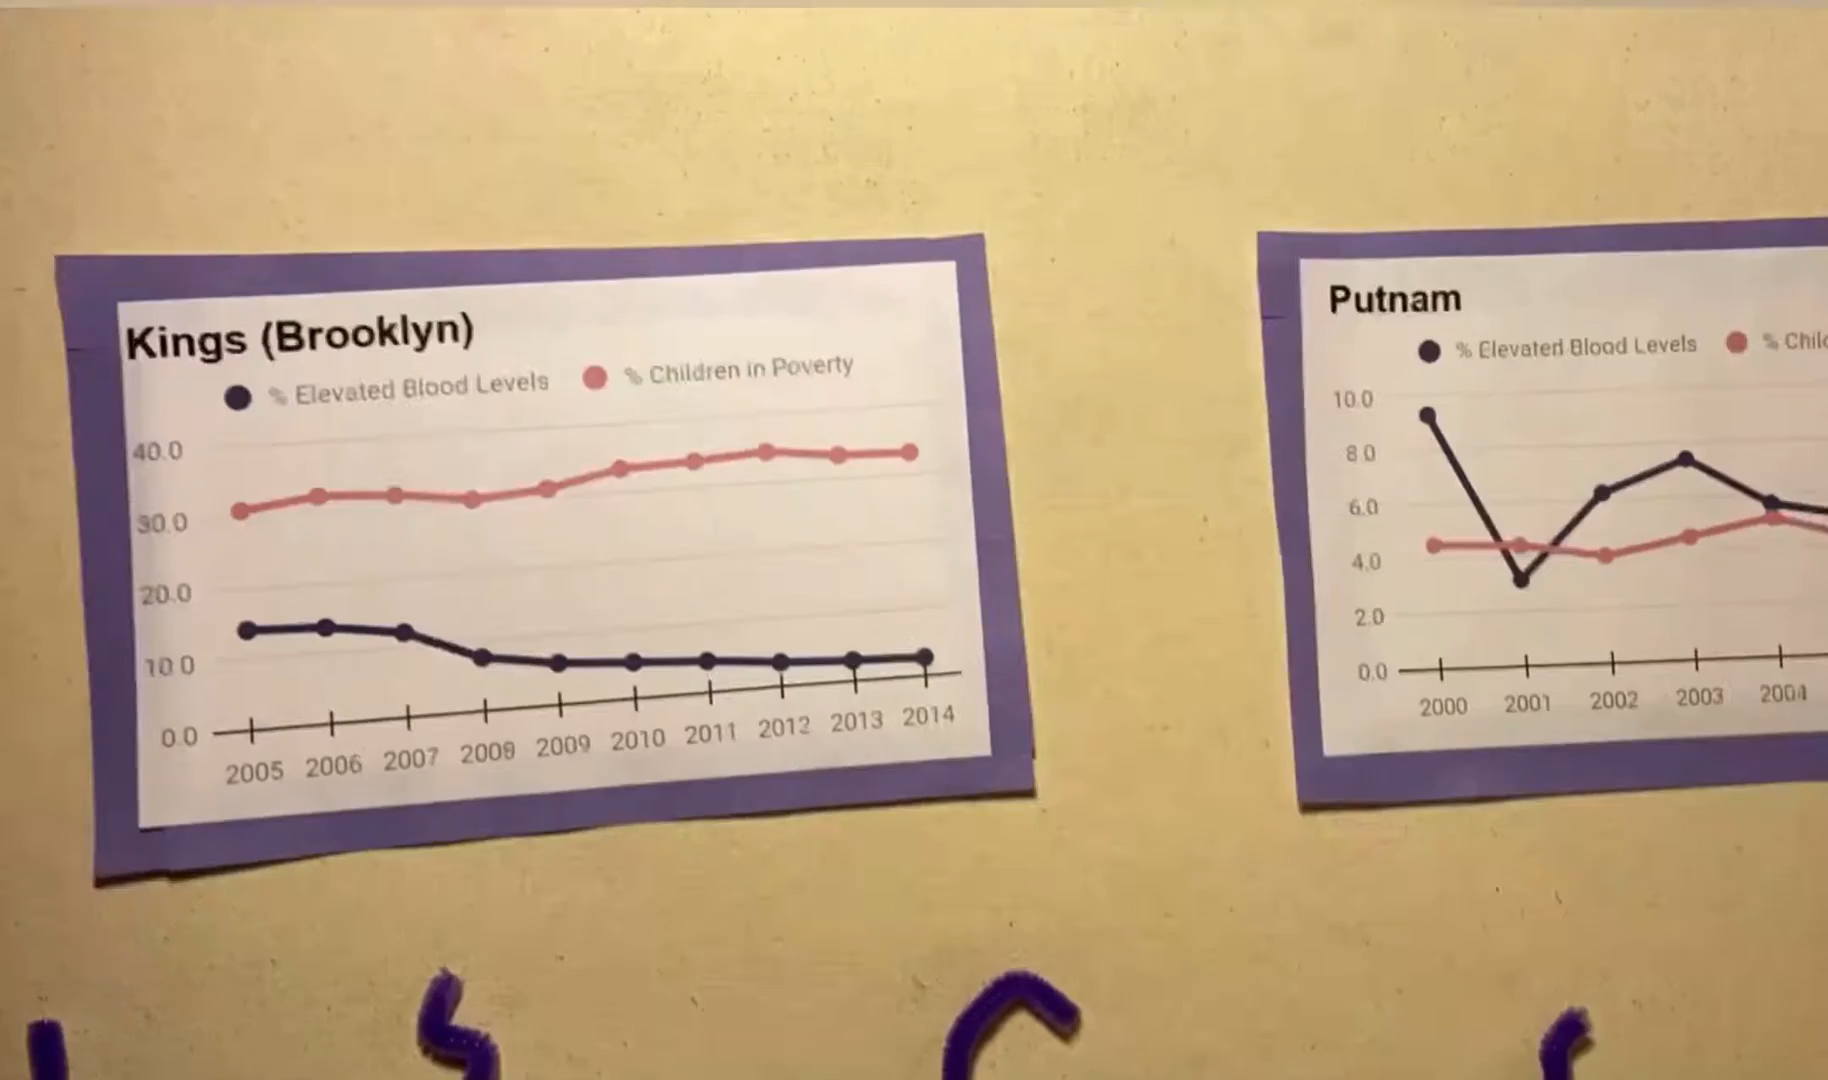 Kings (Brooklyn)
% Elevated Blood Levels % Children in Poverty
40.0
30.0
20.0
10.0
0.0
2005 2006 2007 2008 2009 2010 2011 2012 2013 2014
Putnam
% Elevated Blood Levels % Chil
10.0
8.0
6.0
4.0
2.0
0.0
2000 2001 2002 2003 2004